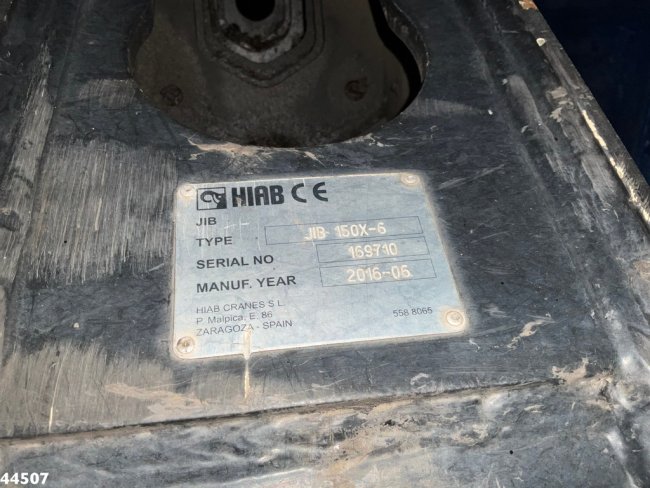 HIAB CE
JIB
TYPE JIB 150X-6
SERIAL NO 169710
MANUF. YEAR 2016-06
HIAB CRANES S.L.
P. Malpica, E, 86
ZARAGOZA - SPAIN
558 8065
44507